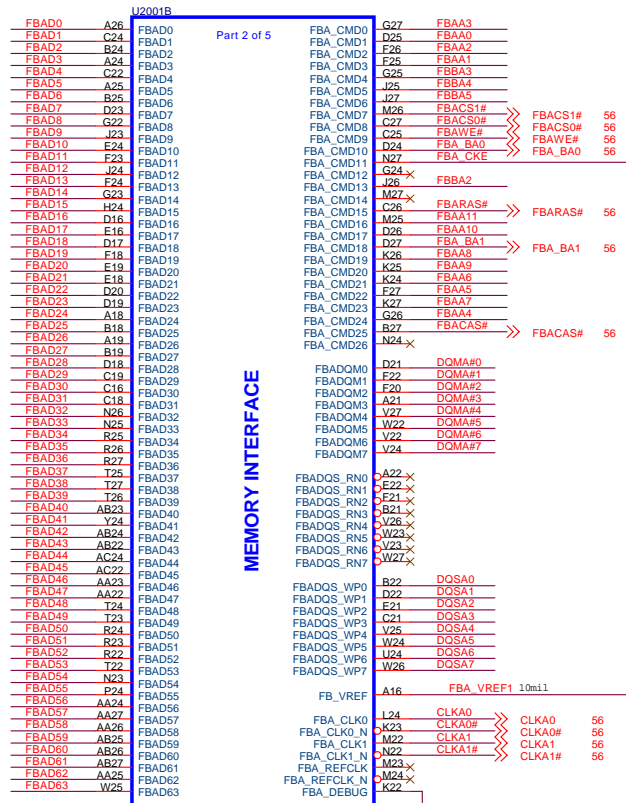 U2001B
Part 2 of 5
FBAD0 A26 FBAD0 FBA_CMD0 G27 FBAA3
FBAD1 C24 FBAD1 FBA_CMD1 D25 FBAA0
FBAD2 B24 FBAD2 FBA_CMD2 F26 FBAA2
FBAD3 A24 FBAD3 FBA_CMD3 F25 FBAA1
FBAD4 C22 FBAD4 FBA_CMD4 G25 FBBA3
FBAD5 A25 FBAD5 FBA_CMD5 J25 FBBA4
FBAD6 B25 FBAD6 FBA_CMD6 J27 FBBA5
FBAD7 D23 FBAD7 FBA_CMD7 M26 FBACS1# FBACS1# 56
FBAD8 G22 FBAD8 FBA_CMD8 C27 FBACS0# FBACS0# 56
FBAD9 J23 FBAD9 FBA_CMD9 C25 FBAWE# FBAWE# 56
FBAD10 E24 FBAD10 FBA_CMD10 D24 FBA_BA0 FBA_BA0 56
FBAD11 F23 FBAD11 FBA_CMD11 N27 FBA_CKE
FBAD12 J24 FBAD12 FBA_CMD12 G24
FBAD13 F24 FBAD13 FBA_CMD13 J26 FBBA2
FBAD14 G23 FBAD14 FBA_CMD14 M27
FBAD15 H24 FBAD15 FBA_CMD15 C26 FBARAS# FBARAS# 56
FBAD16 D16 FBAD16 FBA_CMD16 M25 FBAA11
FBAD17 E16 FBAD17 FBA_CMD17 D26 FBAA10
FBAD18 D17 FBAD18 FBA_CMD18 D27 FBA_BA1 FBA_BA1 56
FBAD19 F18 FBAD19 FBA_CMD19 K26 FBAA8
FBAD20 E19 FBAD20 FBA_CMD20 K25 FBAA9
FBAD21 E18 FBAD21 FBA_CMD21 K24 FBAA6
FBAD22 D20 FBAD22 FBA_CMD22 F27 FBAA5
FBAD23 D19 FBAD23 FBA_CMD23 K27 FBAA7
FBAD24 A18 FBAD24 FBA_CMD24 G26 FBAA4
FBAD25 B18 FBAD25 FBA_CMD25 B27 FBACAS# FBACAS# 56
FBAD26 A19 FBAD26 FBA_CMD26 N24
FBAD27 B19 FBAD27
FBAD28 D18 FBAD28 FBADQM0 D21 DQMA#0
FBAD29 C19 FBAD29 FBADQM1 F22 DQMA#1
FBAD30 C16 FBAD30 FBADQM2 F20 DQMA#2
FBAD31 C18 FBAD31 FBADQM3 A21 DQMA#3
FBAD32 N26 FBAD32 FBADQM4 V27 DQMA#4
FBAD33 N25 FBAD33 FBADQM5 W22 DQMA#5
FBAD34 R25 FBAD34 FBADQM6 V22 DQMA#6
FBAD35 R26 FBAD35 FBADQM7 V24 DQMA#7
FBAD36 R27 FBAD36
FBAD37 T25 FBAD37 FBADQS_RN0 A22
FBAD38 T27 FBAD38 FBADQS_RN1 E22
FBAD39 T26 FBAD39 FBADQS_RN2 F21
FBAD40 AB23 FBAD40 FBADQS_RN3 B21
FBAD41 Y24 FBAD41 FBADQS_RN4 V26
FBAD42 AB24 FBAD42 FBADQS_RN5 W23
FBAD43 AB22 FBAD43 FBADQS_RN6 V23
FBAD44 AC24 FBAD44 FBADQS_RN7 W27
FBAD45 AC22 FBAD45
FBAD46 AA23 FBAD46 FBADQS_WP0 B22 DQSA0
FBAD47 AA22 FBAD47 FBADQS_WP1 D22 DQSA1
FBAD48 T24 FBAD48 FBADQS_WP2 E21 DQSA2
FBAD49 T23 FBAD49 FBADQS_WP3 C21 DQSA3
FBAD50 R24 FBAD50 FBADQS_WP4 V25 DQSA4
FBAD51 R23 FBAD51 FBADQS_WP5 W24 DQSA5
FBAD52 R22 FBAD52 FBADQS_WP6 U24 DQSA6
FBAD53 T22 FBAD53 FBADQS_WP7 W26 DQSA7
FBAD54 N23 FBAD54
FBAD55 P24 FBAD55 FB_VREF A16 FBA_VREF1 10mil
FBAD56 AA24 FBAD56
FBAD57 AA27 FBAD57 FBA_CLK0 L24 CLKA0 CLKA0 56
FBAD58 AA26 FBAD58 FBA_CLK0_N K23 CLKA0# CLKA0# 56
FBAD59 AB25 FBAD59 FBA_CLK1 M22 CLKA1 CLKA1 56
FBAD60 AB26 FBAD60 FBA_CLK1_N N22 CLKA1# CLKA1# 56
FBAD61 AB27 FBAD61 FBA_REFCLK M23
FBAD62 AA25 FBAD62 FBA_REFCLK_N M24
FBAD63 W25 FBAD63 FBA_DEBUG K22
MEMORY INTERFACE